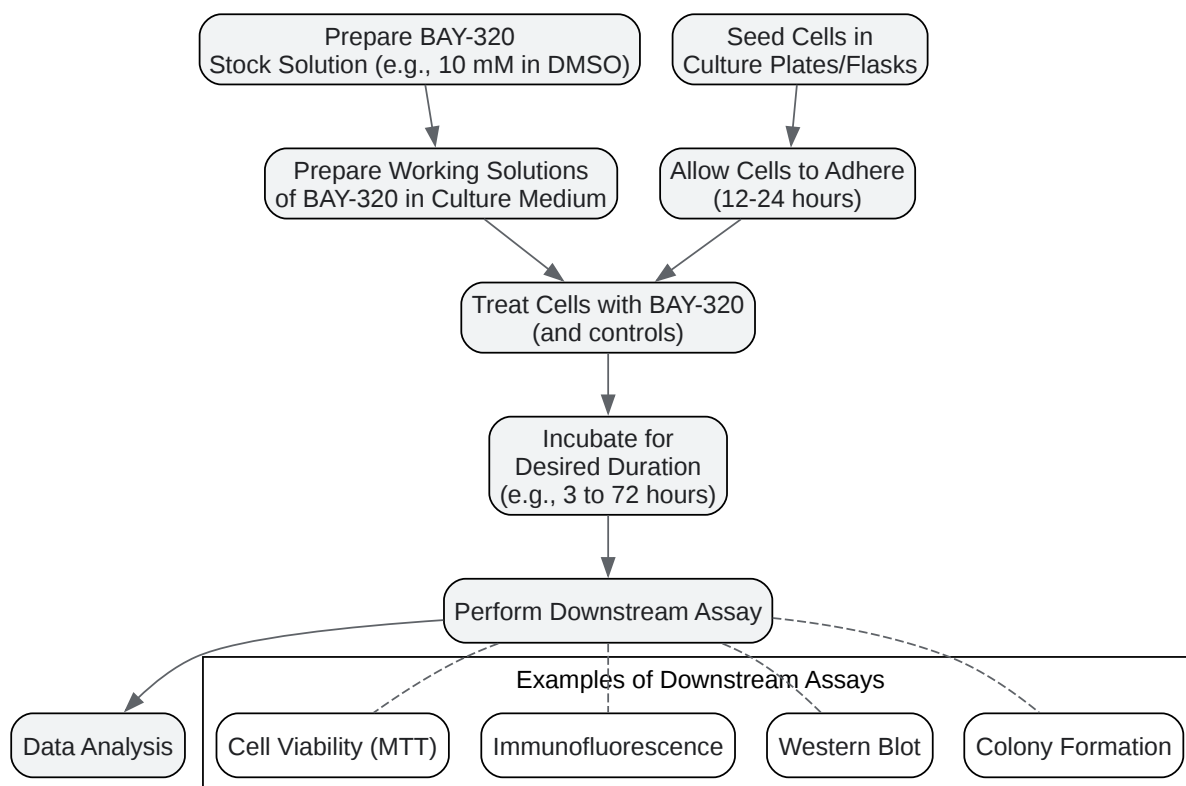 Prepare BAY-320
Stock Solution (e.g., 10 mM in DMSO)
Seed Cells in
Culture Plates/Flasks
Prepare Working Solutions
of BAY-320 in Culture Medium
Allow Cells to Adhere
(12-24 hours)
Treat Cells with BAY-320
(and controls)
Incubate for
Desired Duration
(e.g., 3 to 72 hours)
Perform Downstream Assay
Examples of Downstream Assays
Data Analysis
Cell Viability (MTT)
Immunofluorescence
Western Blot
Colony Formation